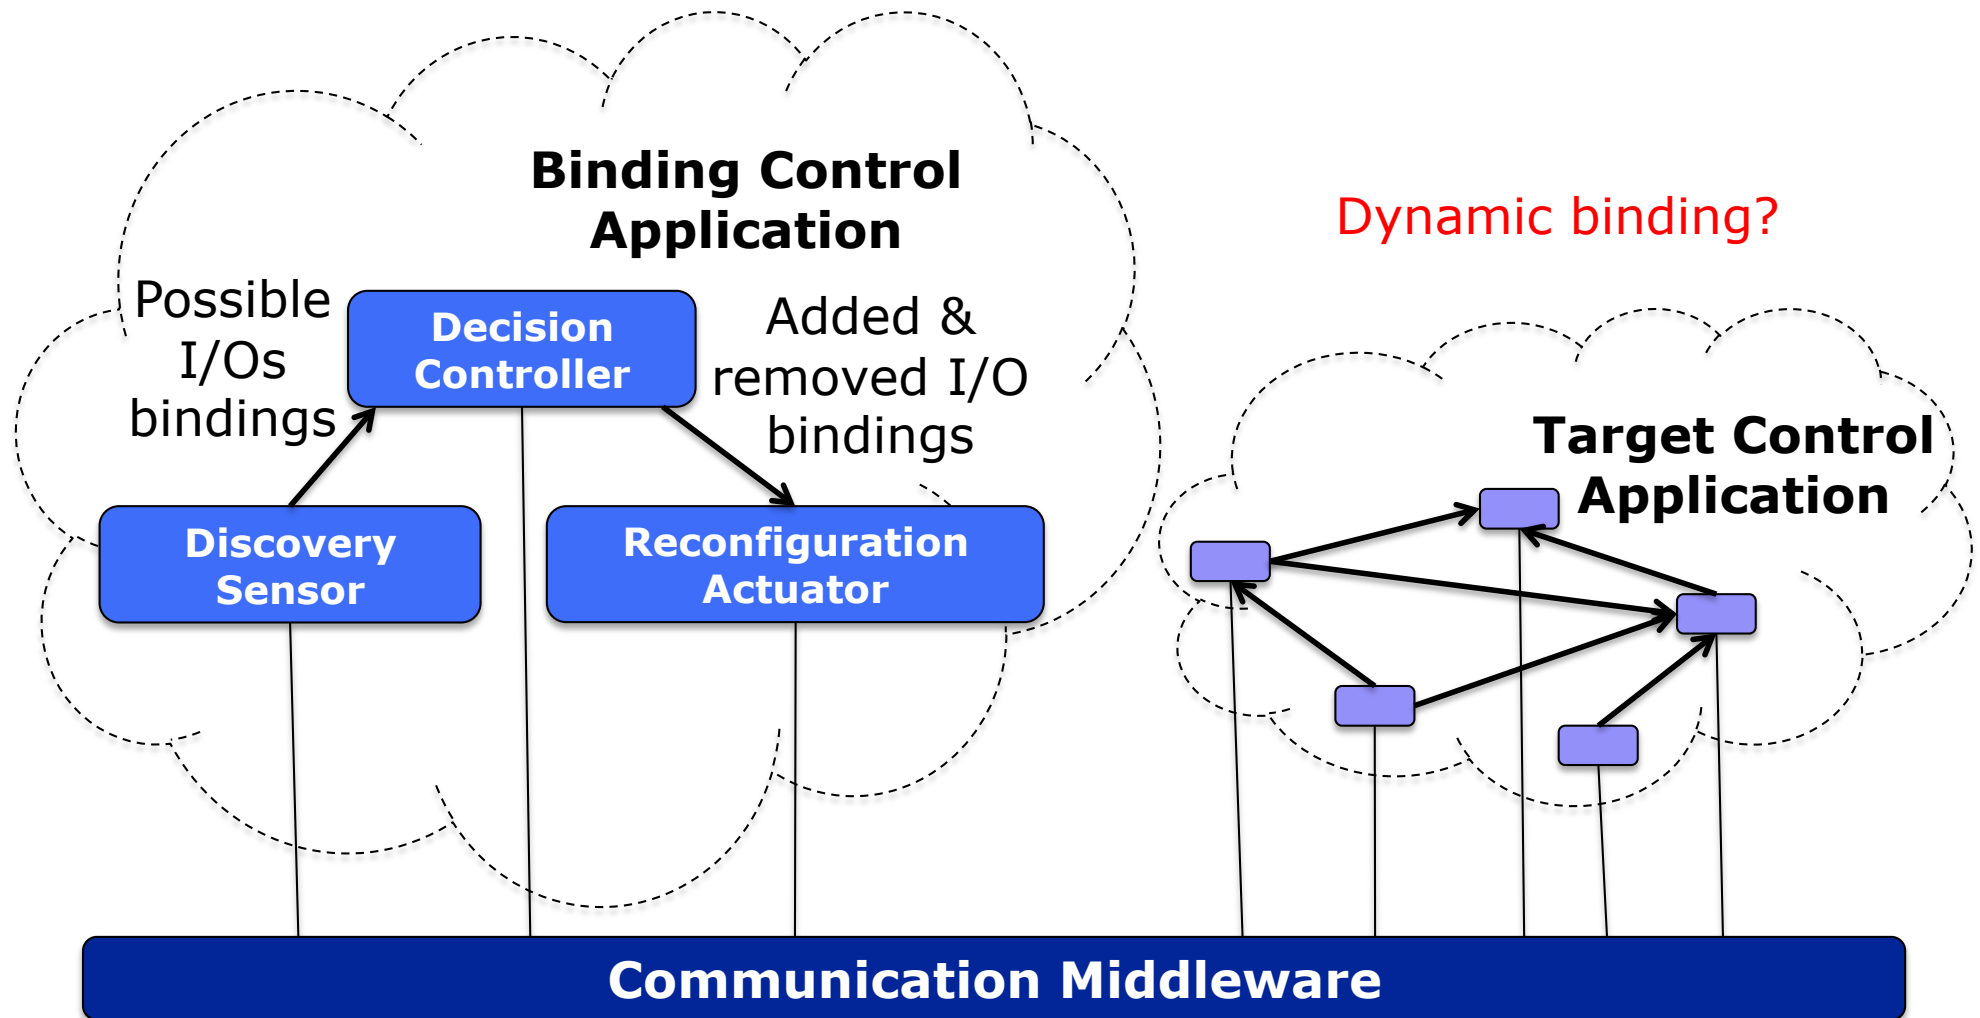 Binding Control
Application
Dynamic binding?
Possible
I/Os
bindings
Decision
Controller
Added &
removed I/O
bindings
Target Control
Application
Discovery
Sensor
Reconfiguration
Actuator
Communication Middleware